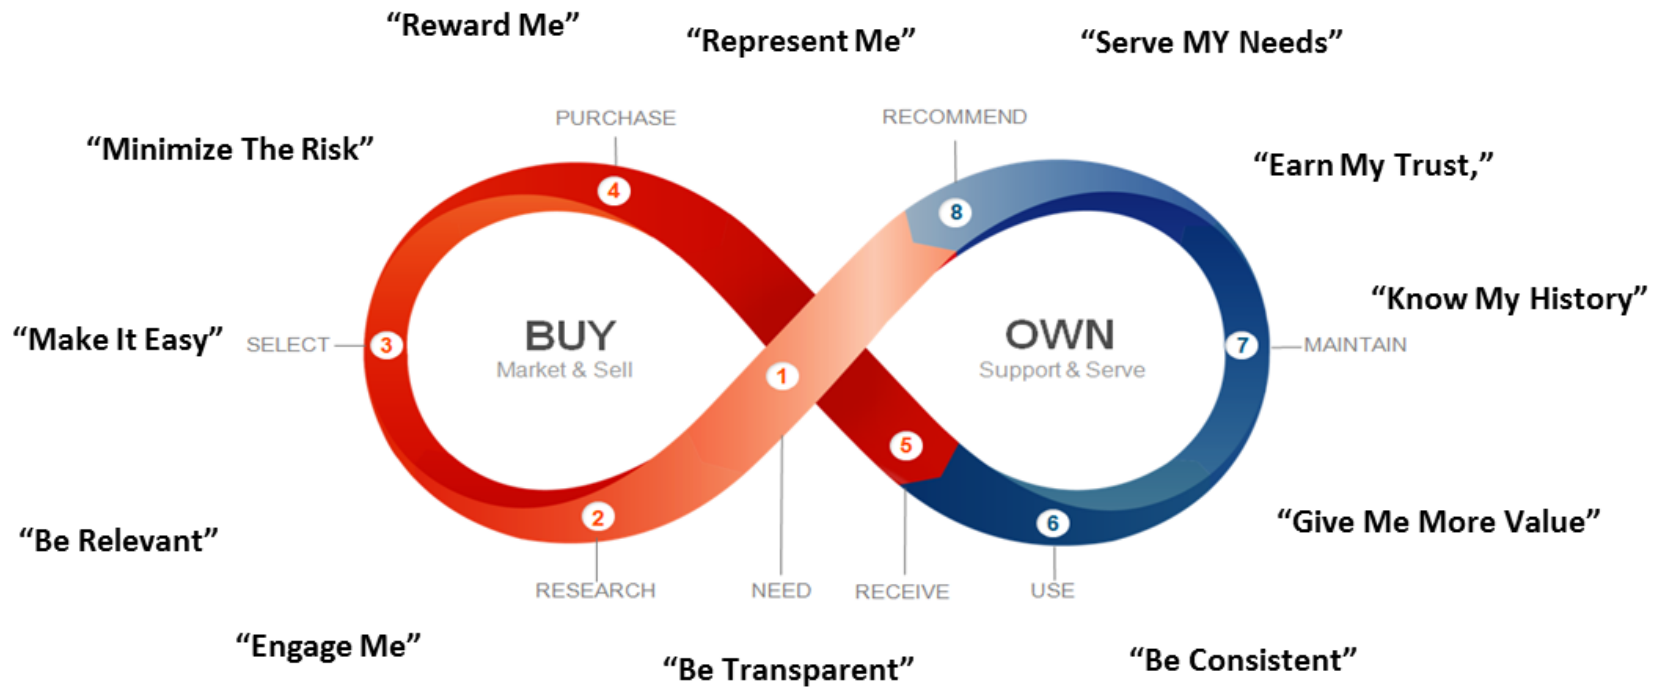 “Reward Me”
“Represent Me”
“Serve MY Needs”
PURCHASE
RECOMMEND
“Minimize The Risk”
“Earn My Trust,”
4
8
“Know My History”
“Make It Easy”
SELECT
3
BUY
Market & Sell
1
OWN
Support & Serve
7
MAINTAIN
5
2
6
“Be Relevant”
“Give Me More Value”
RESEARCH
NEED
RECEIVE
USE
“Engage Me”
“Be Transparent”
“Be Consistent”